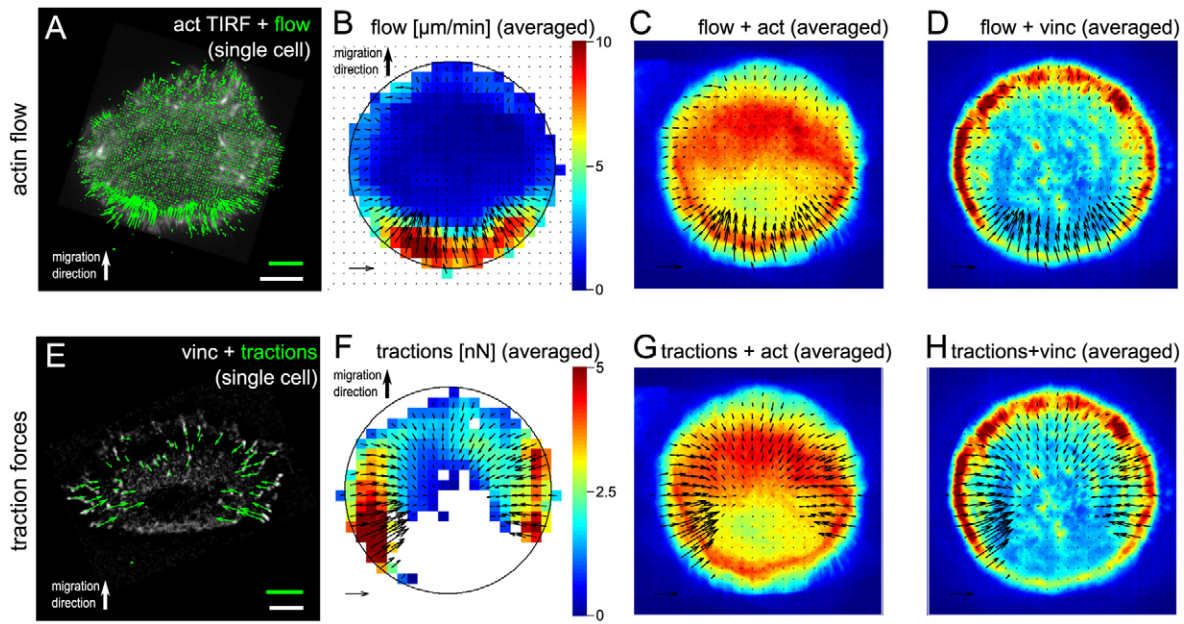 A act TIRF + flow
(single cell)
migration
direction
B flow [µm/min] (averaged)
migration
direction
10
5
0
C flow + act (averaged)
D flow + vinc (averaged)
actin flow
E vinc + tractions
(single cell)
migration
direction
F tractions [nN] (averaged)
migration
direction
5
2.5
0
G tractions + act (averaged)
H tractions+vinc (averaged)
traction forces